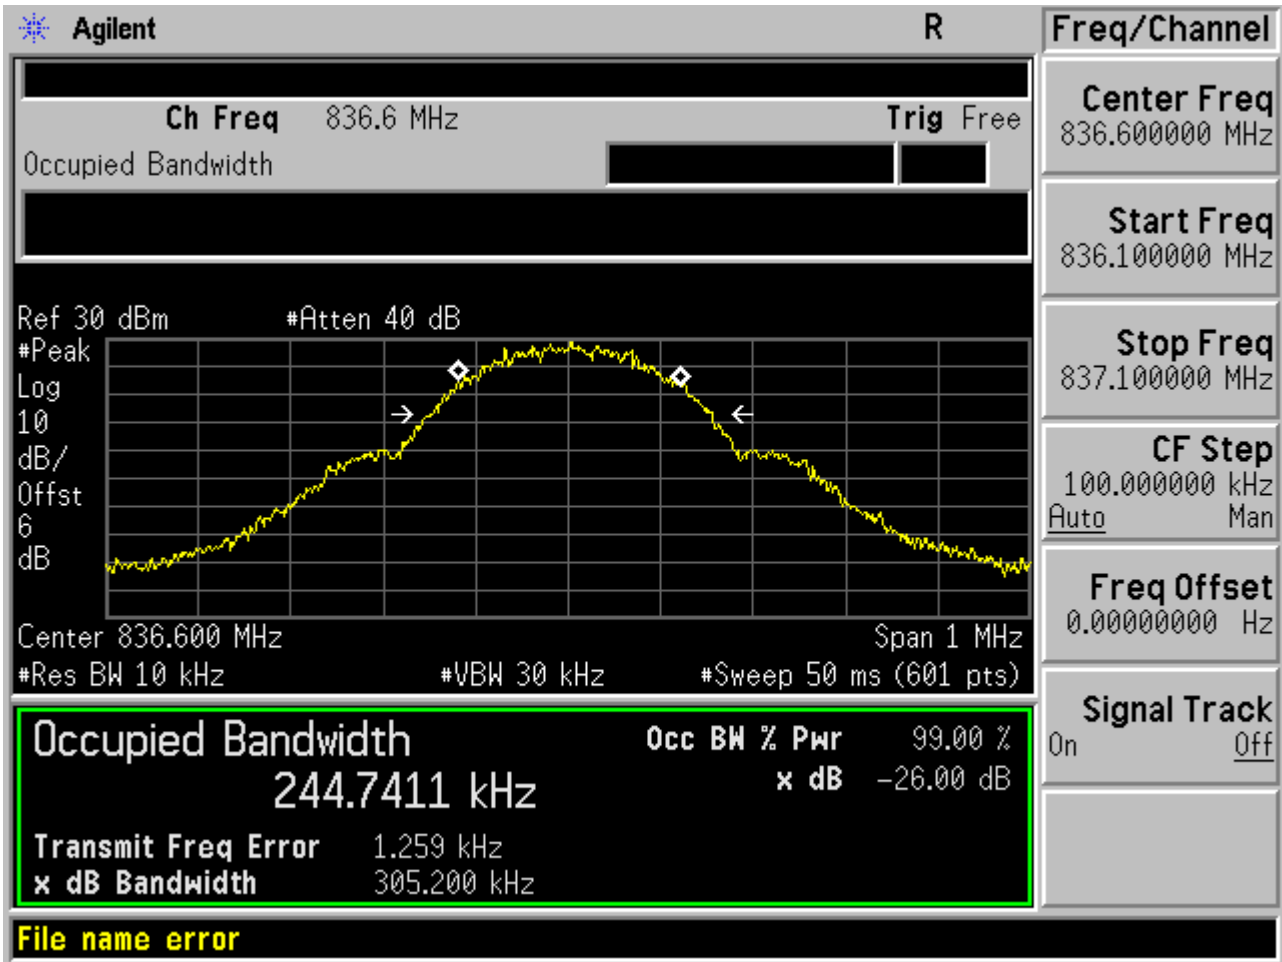 Agilent R Freq/Channel
Ch Freq 836.6 MHz Trig Free
Occupied Bandwidth
Center Freq
836.600000 MHz
Start Freq
836.100000 MHz
Stop Freq
837.100000 MHz
CF Step
100.000000 kHz
Auto Man
Freq Offset
0.00000000 Hz
Signal Track
On Off
Ref 30 dBm #Atten 40 dB
#Peak
Log
10
dB/
Offst
6
dB
Center 836.600 MHz Span 1 MHz
#Res BW 10 kHz #VBW 30 kHz #Sweep 50 ms (601 pts)
Occupied Bandwidth
244.7411 kHz
Occ BW % Pwr 99.00 %
x dB -26.00 dB
Transmit Freq Error 1.259 kHz
x dB Bandwidth 305.200 kHz
File name error